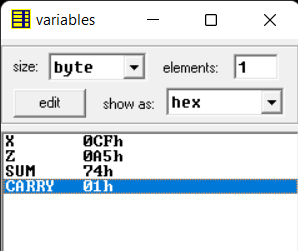 variables
size: byte elements: 1
edit show as: hex
X 0CFh
Z 0A5h
SUM 74h
CARRY 01h